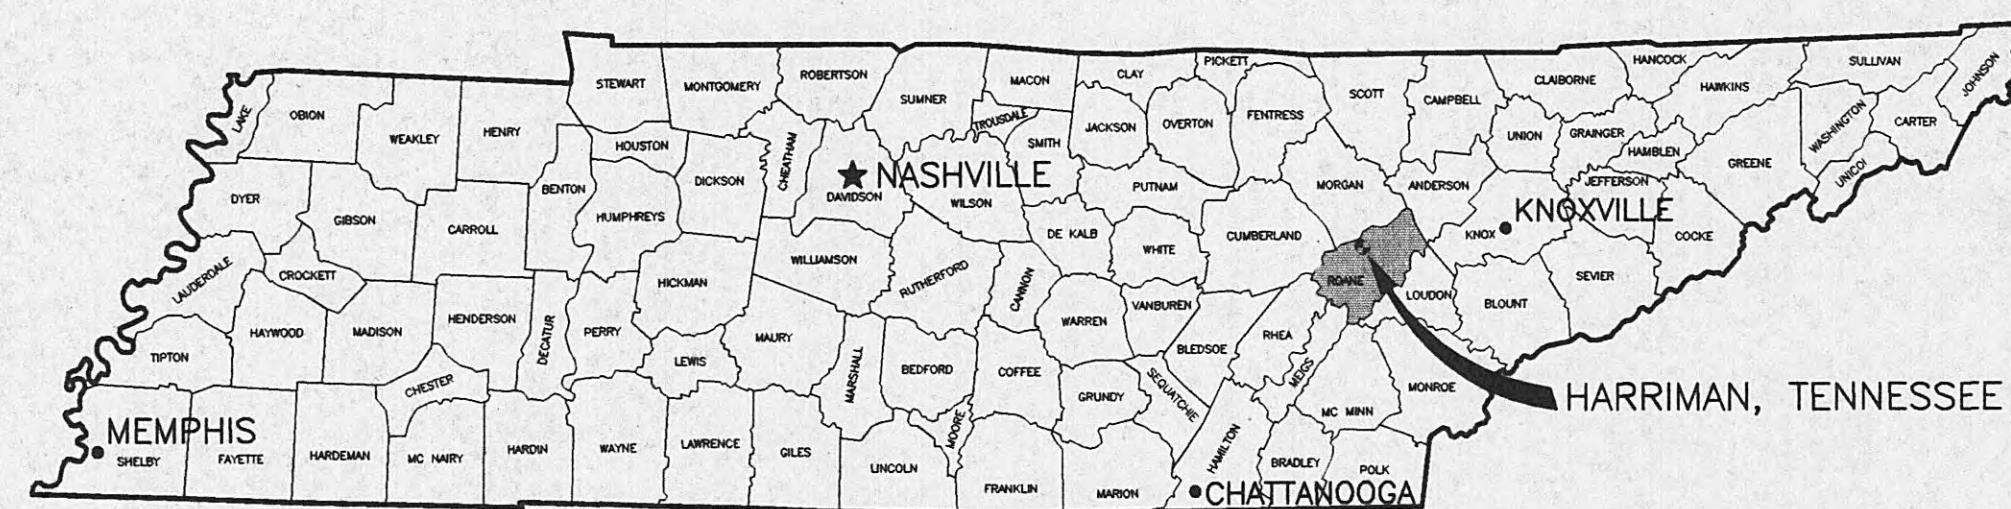 STEWART
MONTGOMERY
ROBERTSON
SUMNER
MACON
CLAY
PICKETT
SCOTT
CAMPBELL
CLAIBORNE
HANCOCK
HAWKINS
SULLIVAN
JOHNSON
LAKE
OBION
WEAKLEY
HENRY
HOUSTON
CHEATHAM
TROUSDALE
SMITH
JACKSON
OVERTON
FENTRESS
UNION
GRAINGER
HAMBLEN
WASHINGTON
CARTER
UNICOI
GREENE
DYER
GIBSON
CARROLL
BENTON
HUMPHREYS
DICKSON
NASHVILLE
DAVIDSON
WILSON
PUTNAM
MORGAN
ANDERSON
JEFFERSON
KNOXVILLE
KNOX
COCKE
SEVIER
LAUDERDALE
CROCKETT
HICKMAN
WILLIAMSON
RUTHERFORD
CANNON
DE KALB
WHITE
CUMBERLAND
ROANE
LOUDON
BLOUNT
TIPTON
HAYWOOD
MADISON
HENDERSON
DECATUR
PERRY
LEWIS
MAURY
MARSHALL
BEDFORD
COFFEE
WARREN
VANBUREN
BLEDSOE
RHEA
MEIGS
MONROE
HARRIMAN, TENNESSEE
MEMPHIS
SHELBY
FAYETTE
HARDEMAN
CHESTER
MC NAIRY
HARDIN
WAYNE
LAWRENCE
GILES
LINCOLN
MOORE
FRANKLIN
GRUNDY
SEQUATCHIE
MARION
HAMILTON
MC MINN
BRADLEY
POLK
CHATTANOOGA